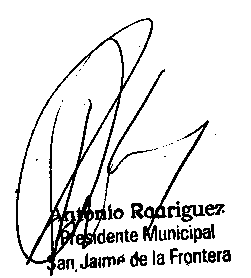 Antonio Rodriguez
Presidente Municipal
San Jaime de la Frontera